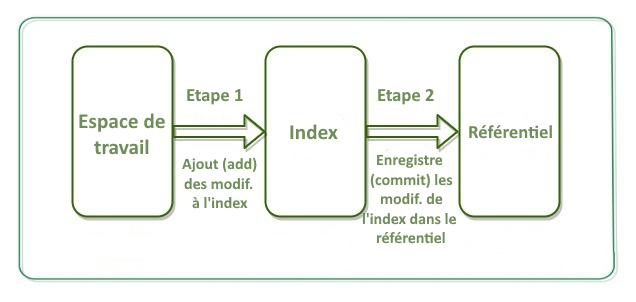 Espace de
travail
Etape 1
Ajout (add)
des modif.
à l'index
Index
Etape 2
Enregistre
(commit) les
modif. de
l'index dans le
référentiel
Référentiel